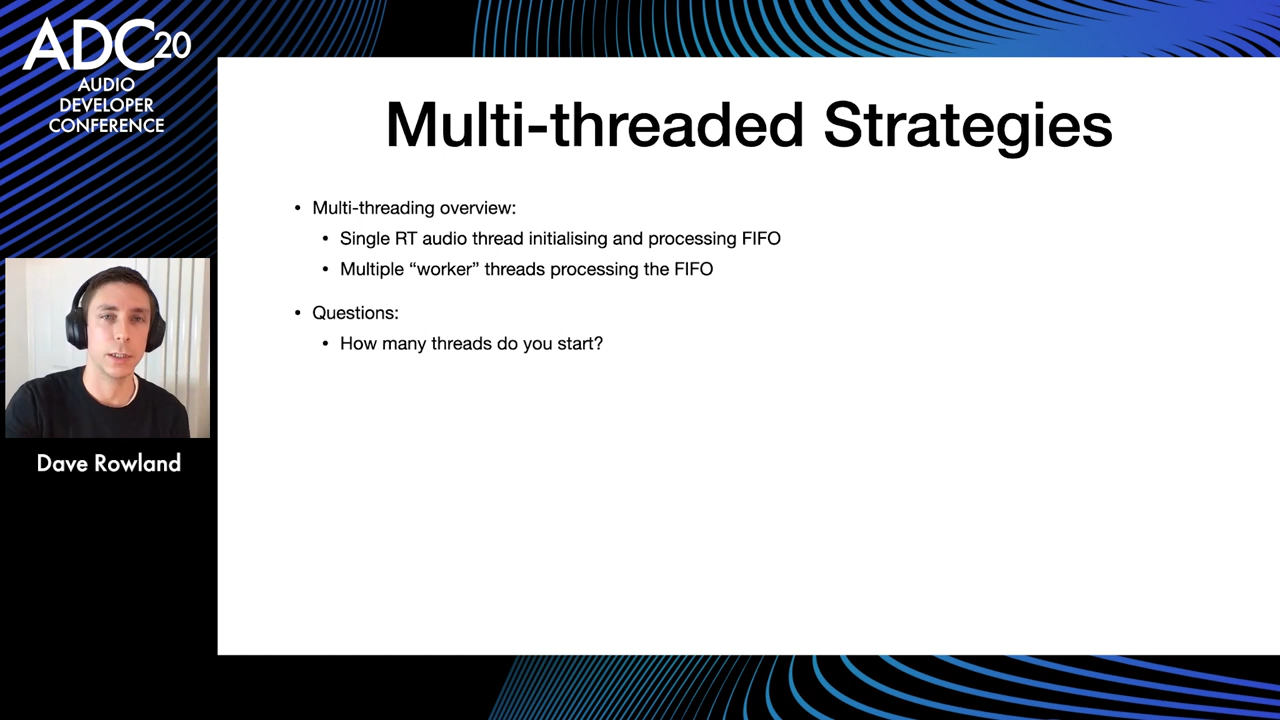 ADC20
AUDIO
DEVELOPER
CONFERENCE
Multi-threaded Strategies
• Multi-threading overview:
• Single RT audio thread initialising and processing FIFO
• Multiple “worker” threads processing the FIFO
• Questions:
• How many threads do you start?
Dave Rowland